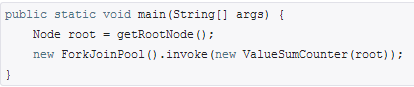 public static void main(String[] args) {
    Node root = getRootNode();
    new ForkJoinPool().invoke(new ValueSumCounter(root));
}